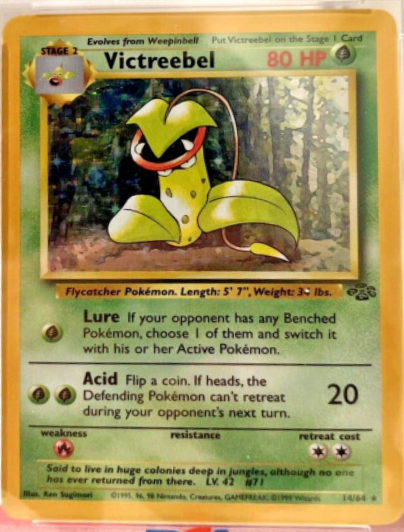 Evolves from Weepinbell Put Victreebel on the Stage 1 Card
STAGE 2
Victreebel 80 HP
Flycatcher Pokémon. Length: 5' 7", Weight: lbs.
Lure If your opponent has any Benched
Pokémon, choose 1 of them and switch it
with his or her Active Pokémon.
Acid Flip a coin. If heads, the
Defending Pokémon can't retreat
during your opponent's next turn.
20
weakness resistance retreat cost
Said to live in huge colonies deep in jungles, although no one
has ever returned from there. LV. 42 #71
Illus. Ken Sugimori ©1995, 96, 98 Nintendo, Creatures, GAMEFREAK. ©1999 Wizards. 14/64 ★